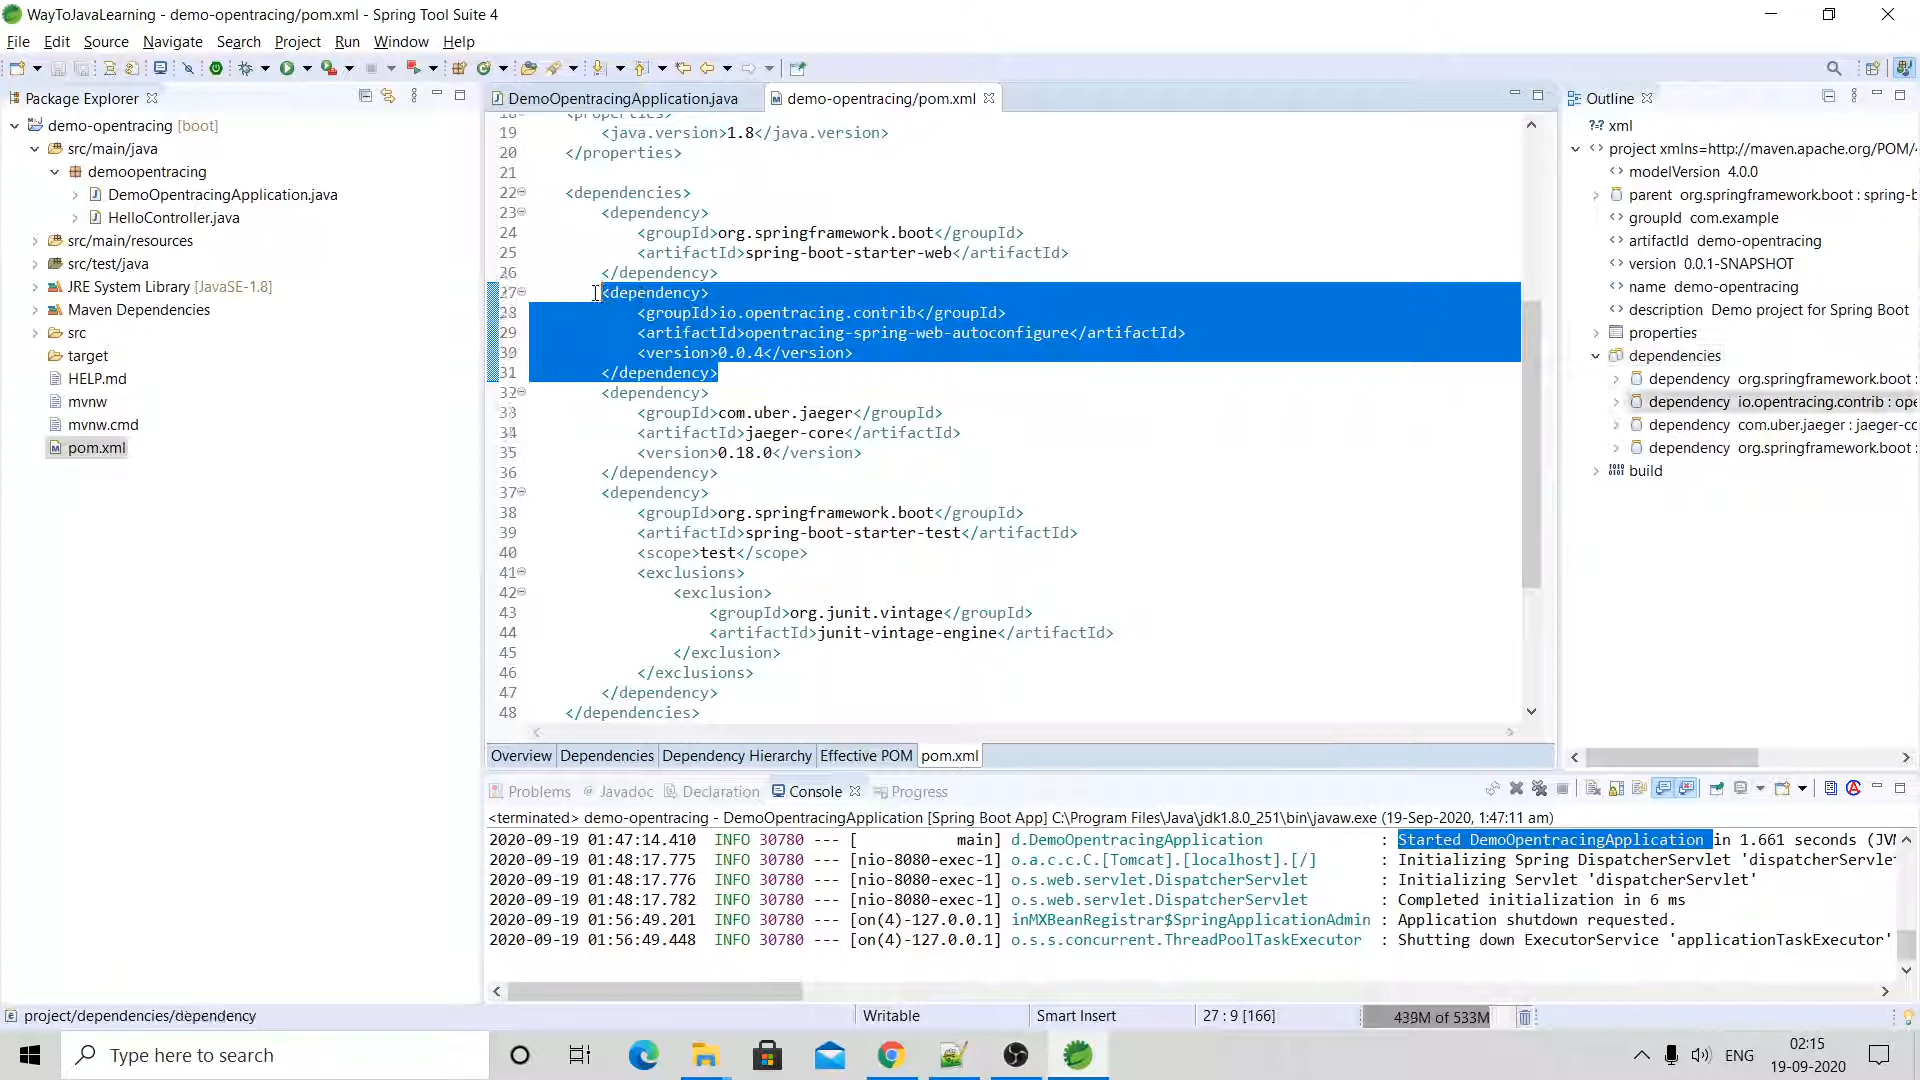 WayToJavaLearning - demo-opentracing/pom.xml - Spring Tool Suite 4
File Edit Source Navigate Search Project Run Window Help
Package Explorer
demo-opentracing [boot]
src/main/java
demoopentracing
DemoOpentracingApplication.java
HelloController.java
src/main/resources
src/test/java
JRE System Library [JavaSE-1.8]
Maven Dependencies
src
target
HELP.md
mvnw
mvnw.cmd
pom.xml
DemoOpentracingApplication.java
demo-opentracing/pom.xml
18 <properties>
19 <java.version>1.8</java.version>
20 </properties>
21
22 <dependencies>
23 <dependency>
24 <groupId>org.springframework.boot</groupId>
25 <artifactId>spring-boot-starter-web</artifactId>
26 </dependency>
27 <dependency>
28 <groupId>io.opentracing.contrib</groupId>
29 <artifactId>opentracing-spring-web-autoconfigure</artifactId>
30 <version>0.0.4</version>
31 </dependency>
32 <dependency>
33 <groupId>com.uber.jaeger</groupId>
34 <artifactId>jaeger-core</artifactId>
35 <version>0.18.0</version>
36 </dependency>
37 <dependency>
38 <groupId>org.springframework.boot</groupId>
39 <artifactId>spring-boot-starter-test</artifactId>
40 <scope>test</scope>
41 <exclusions>
42 <exclusion>
43 <groupId>org.junit.vintage</groupId>
44 <artifactId>junit-vintage-engine</artifactId>
45 </exclusion>
46 </exclusions>
47 </dependency>
48 </dependencies>
Overview Dependencies Dependency Hierarchy Effective POM pom.xml
Outline
?-? xml
project xmlns=http://maven.apache.org/POM/
modelVersion 4.0.0
parent org.springframework.boot : spring-b
groupId com.example
artifactId demo-opentracing
version 0.0.1-SNAPSHOT
name demo-opentracing
description Demo project for Spring Boot
properties
dependencies
dependency org.springframework.boot :
dependency io.opentracing.contrib : ope
dependency com.uber.jaeger : jaeger-cc
dependency org.springframework.boot :
build
Problems Javadoc Declaration Console Progress
<terminated> demo-opentracing - DemoOpentracingApplication [Spring Boot App] C:\Program Files\Java\jdk1.8.0_251\bin\javaw.exe (19-Sep-2020, 1:47:11 am)
2020-09-19 01:47:14.410 INFO 30780 --- [ main] d.DemoOpentracingApplication : Started DemoOpentracingApplication in 1.661 seconds (JVM
2020-09-19 01:48:17.775 INFO 30780 --- [nio-8080-exec-1] o.a.c.c.C.[Tomcat].[localhost].[/] : Initializing Spring DispatcherServlet 'dispatcherServlet
2020-09-19 01:48:17.776 INFO 30780 --- [nio-8080-exec-1] o.s.web.servlet.DispatcherServlet : Initializing Servlet 'dispatcherServlet'
2020-09-19 01:48:17.782 INFO 30780 --- [nio-8080-exec-1] o.s.web.servlet.DispatcherServlet : Completed initialization in 6 ms
2020-09-19 01:56:49.201 INFO 30780 --- [on(4)-127.0.0.1] inMXBeanRegistrar$SpringApplicationAdmin : Application shutdown requested.
2020-09-19 01:56:49.448 INFO 30780 --- [on(4)-127.0.0.1] o.s.s.concurrent.ThreadPoolTaskExecutor : Shutting down ExecutorService 'applicationTaskExecutor'
project/dependencies/dependency
Writable
Smart Insert
27 : 9 [166]
439M of 533M
Type here to search
ENG
02:15
19-09-2020